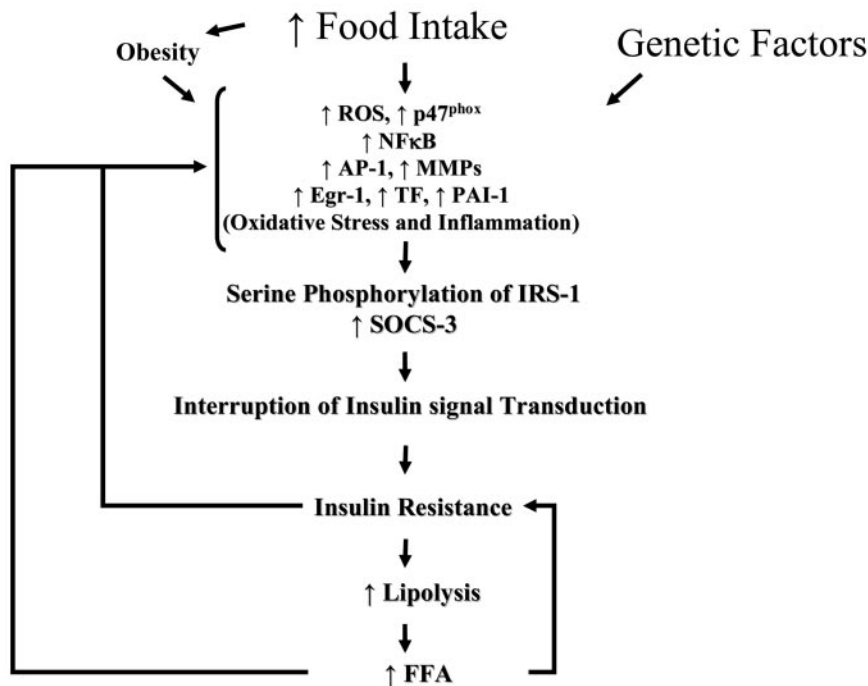 ↑ Food Intake
Genetic Factors
Obesity
↑ ROS, ↑ p47phox
↑ NFκB
↑ AP-1, ↑ MMPs
↑ Egr-1, ↑ TF, ↑ PAI-1
(Oxidative Stress and Inflammation)
Serine Phosphorylation of IRS-1
↑ SOCS-3
Interruption of Insulin signal Transduction
Insulin Resistance
↑ Lipolysis
↑ FFA